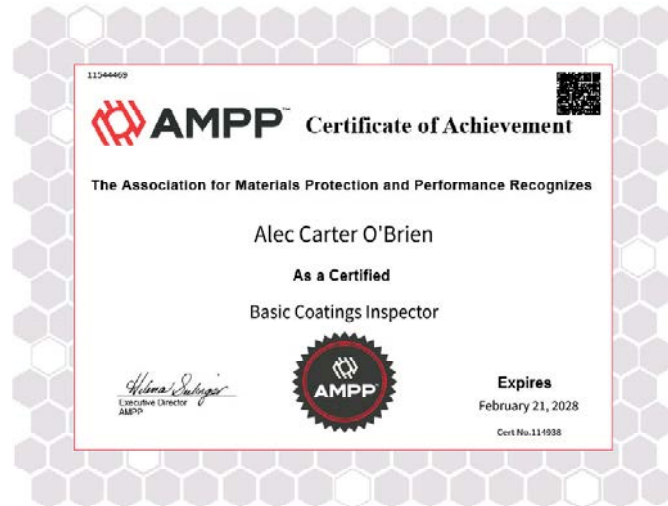 11544469
AMPP™ Certificate of Achievement
The Association for Materials Protection and Performance Recognizes
Alec Carter O'Brien
As a Certified
Basic Coatings Inspector
Executive Director
AMPP
AMPP
Expires
February 21, 2028
Cert No.114938